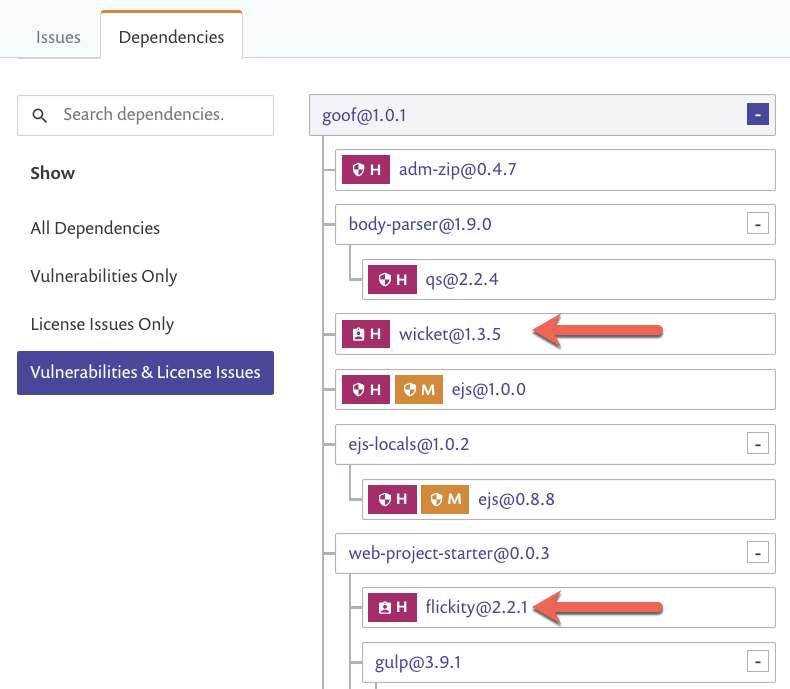 Issues
Dependencies
Search dependencies.
Show
All Dependencies
Vulnerabilities Only
License Issues Only
Vulnerabilities & License Issues
goof@1.0.1 -
H adm-zip@0.4.7
body-parser@1.9.0 -
H qs@2.2.4
H wicket@1.3.5
H M ejs@1.0.0
ejs-locals@1.0.2 -
H M ejs@0.8.8
web-project-starter@0.0.3 -
H flickity@2.2.1
gulp@3.9.1 -